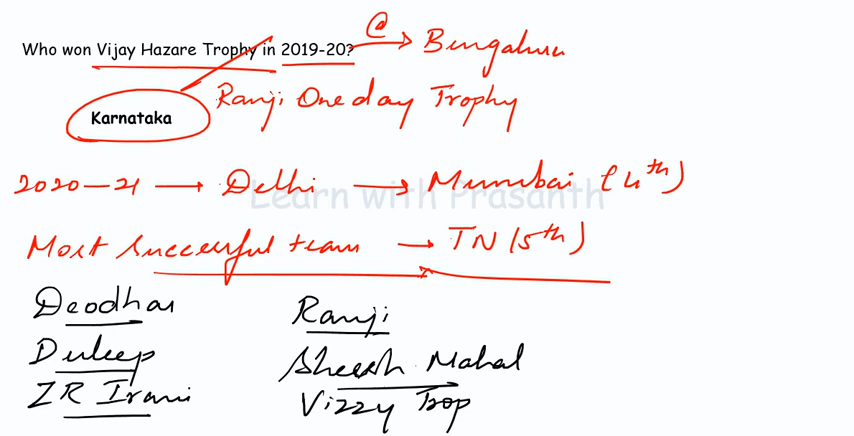 Who won Vijay Hazare Trophy in 2019-20? @ → Bengaluru
Ranji One day Trophy
Karnataka
2020-21 → Delhi → Mumbai (4th)
Learn with Prasanth
Most successful team → TN (5th)
Deodhar Ranji
Duleep Sheesh Mahal
ZR Irani Vizzy Trop